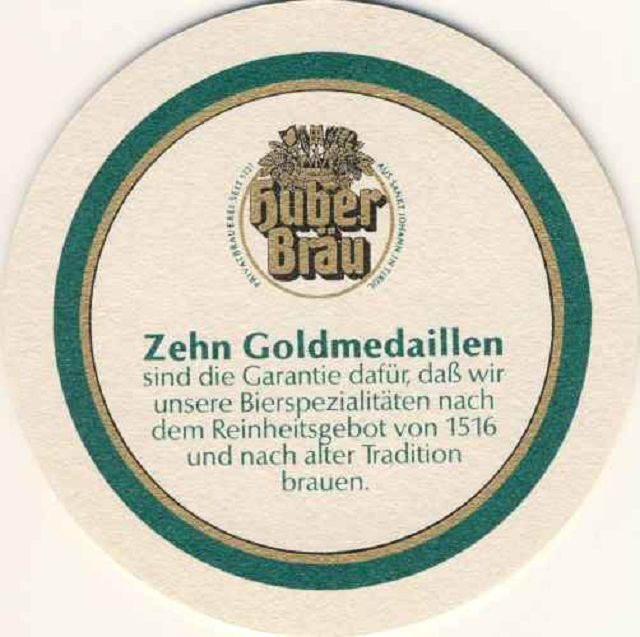 PRIVATBRAUEREI SEIT 1727
AUS SANKT JOHANN IN TIROL
Huber
Bräu
Zehn Goldmedaillen
sind die Garantie dafür, daß wir
unsere Bierspezialitäten nach
dem Reinheitsgebot von 1516
und nach alter Tradition
brauen.